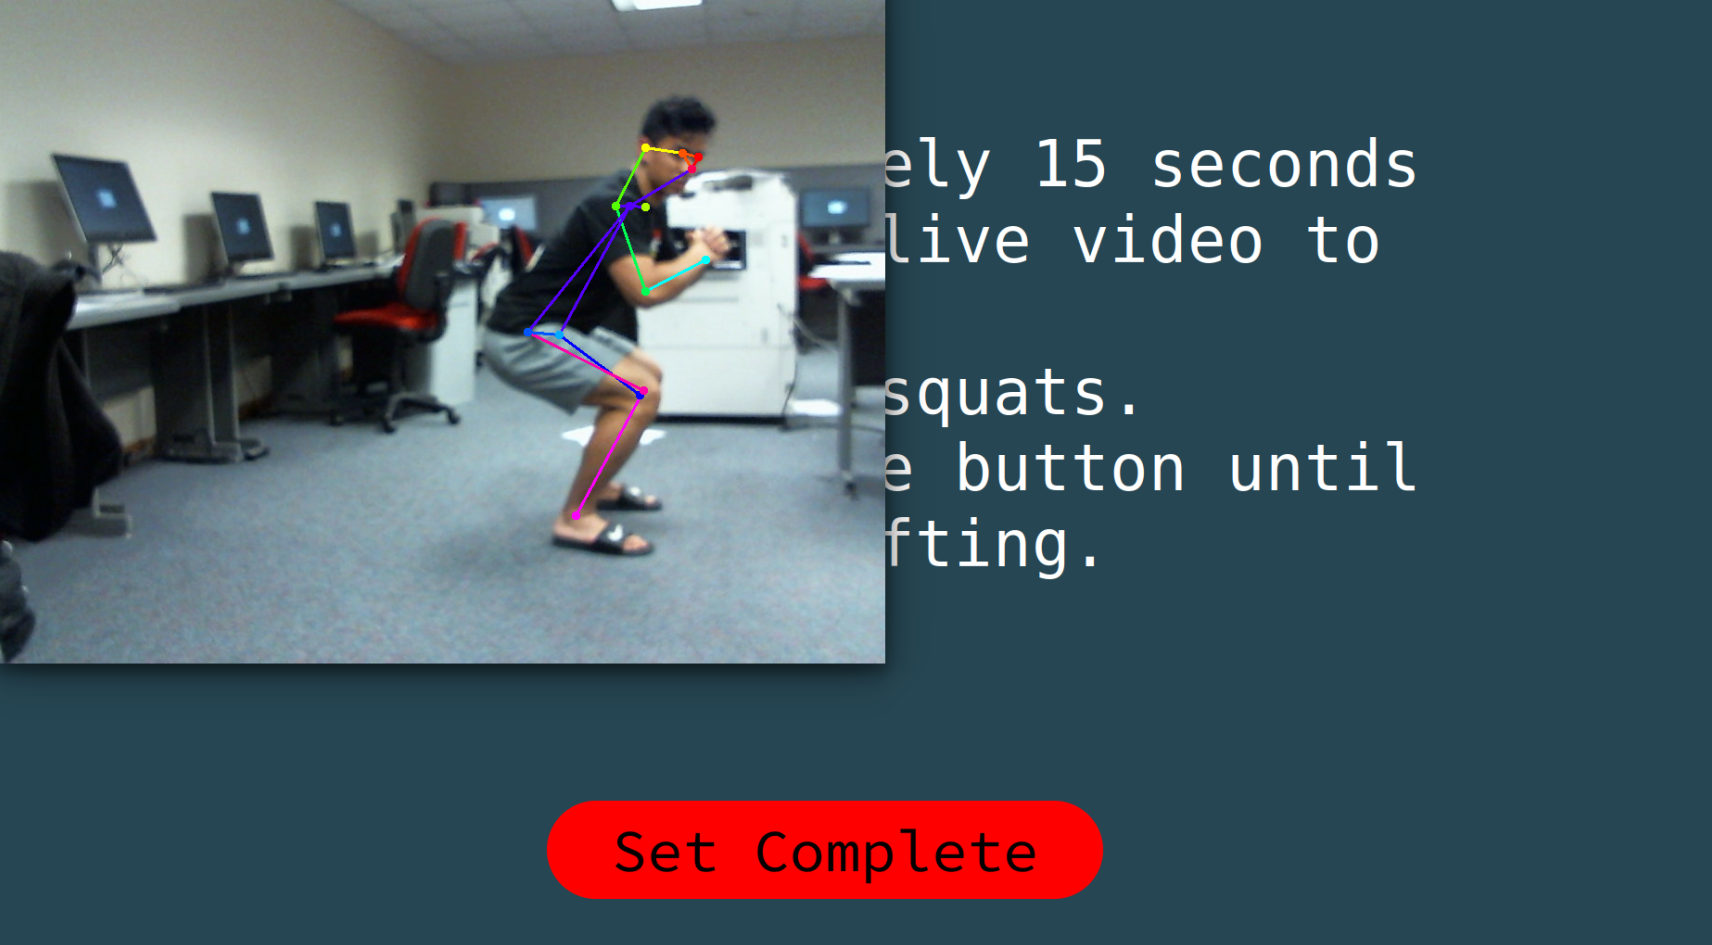 ely 15 seconds
live video to
squats.
e button until
fting.
Set Complete